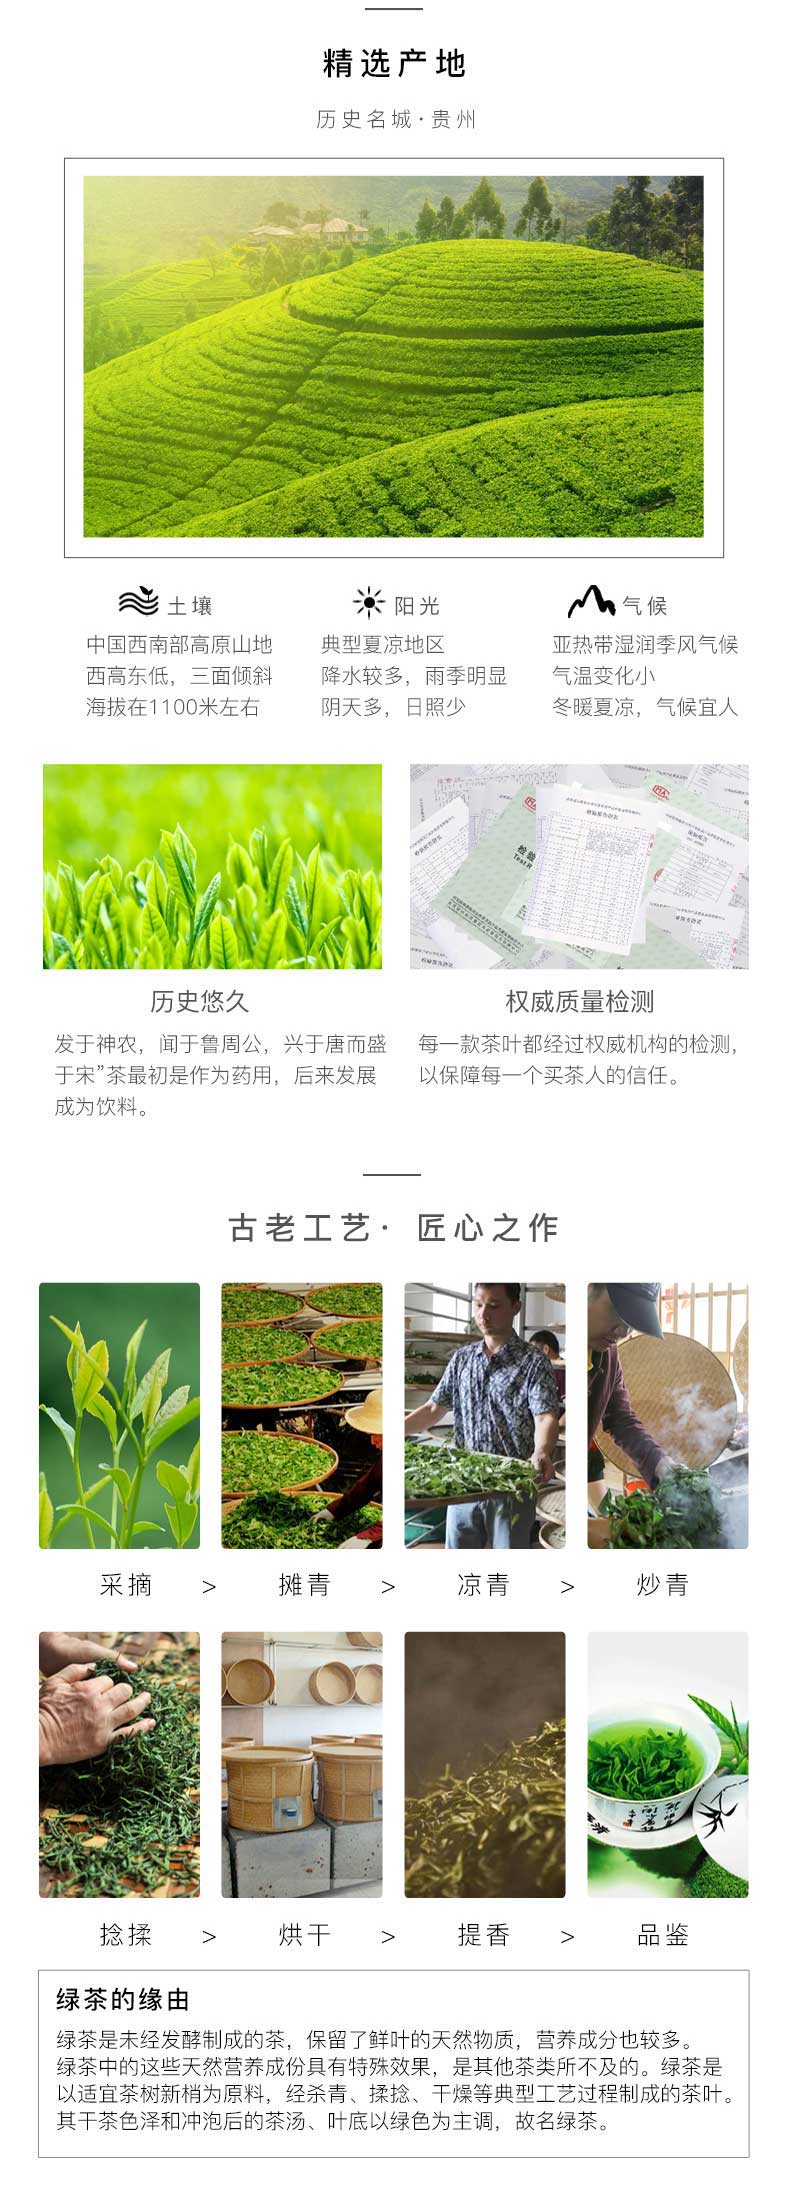 精选产地
历史名城·贵州
土壤
中国西南部高原山地
西高东低，三面倾斜
海拔在1100米左右
阳光
典型夏凉地区
降水较多，雨季明显
阴天多，日照少
气候
亚热带湿润季风气候
气温变化小
冬暖夏凉，气候宜人
MA
检验报告
Test R
历史悠久
发于神农，闻于鲁周公，兴于唐而盛
于宋”茶最初是作为药用，后来发展
成为饮料。
权威质量检测
每一款茶叶都经过权威机构的检测，
以保障每一个买茶人的信任。
古老工艺· 匠心之作
采摘 > 摊青 > 凉青 > 炒青
捻揉 > 烘干 > 提香 > 品鉴
绿茶的缘由
绿茶是未经发酵制成的茶，保留了鲜叶的天然物质，营养成分也较多。
绿茶中的这些天然营养成份具有特殊效果，是其他茶类所不及的。绿茶是
以适宜茶树新梢为原料，经杀青、揉捻、干燥等典型工艺过程制成的茶叶。
其干茶色泽和冲泡后的茶汤、叶底以绿色为主调，故名绿茶。